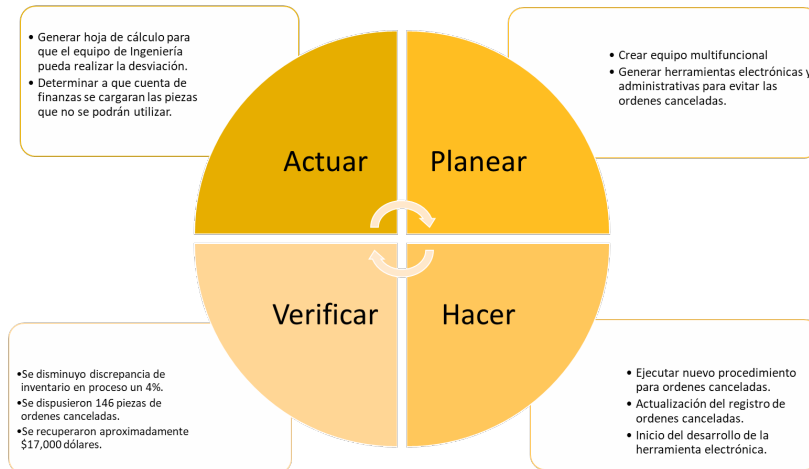 • Generar hoja de cálculo para
que el equipo de Ingeniería
pueda realizar la desviación.
• Determinar a que cuenta de
finanzas se cargaran las piezas
que no se podrán utilizar.
• Crear equipo multifuncional
• Generar herramientas electrónicas y
administrativas para evitar las
ordenes canceladas.
Actuar
Planear
Verificar
Hacer
•Se disminuyo discrepancia de
inventario en proceso un 4%.
•Se dispusieron 146 piezas de
ordenes canceladas.
•Se recuperaron aproximadamente
$17,000 dólares.
• Ejecutar nuevo procedimiento
para ordenes canceladas.
• Actualización del registro de
ordenes canceladas.
• Inicio del desarrollo de la
herramienta electrónica.